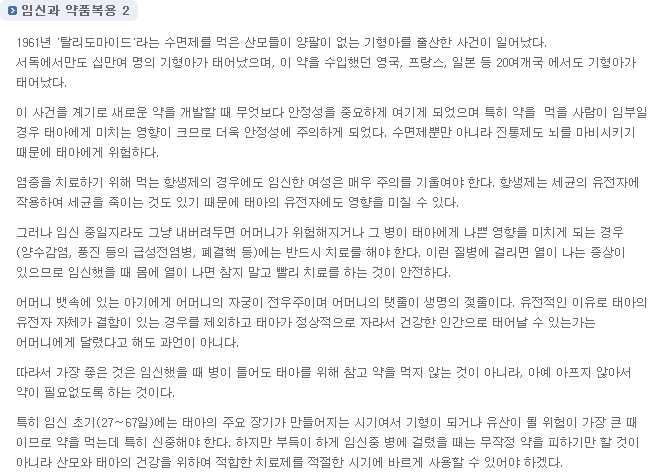 임신과 약품복용 2
1961년 '탈리도마이드'라는 수면제를 먹은 산모들이 양팔이 없는 기형아를 출산한 사건이 일어났다.
서독에서만도 십만여 명의 기형아가 태어났으며, 이 약을 수입했던 영국, 프랑스, 일본 등 20여개국 에서도 기형아가
태어났다.
이 사건을 계기로 새로운 약을 개발할 때 무엇보다 안정성을 중요하게 여기게 되었으며 특히 약을 먹을 사람이 임부일
경우 태아에게 미치는 영향이 크므로 더욱 안정성에 주의하게 되었다. 수면제뿐만 아니라 진통제도 뇌를 마비시키기
때문에 태아에게 위험하다.
염증을 치료하기 위해 먹는 항생제의 경우에도 임신한 여성은 매우 주의를 기울여야 한다. 항생제는 세균의 유전자에
작용하여 세균을 죽이는 것도 있기 때문에 태아의 유전자에도 영향을 미칠 수 있다.
그러나 임신 중일지라도 그냥 내버려두면 어머니가 위험해지거나 그 병이 태아에게 나쁜 영향을 미치게 되는 경우
(양수감염, 풍진 등의 급성전염병, 폐결핵 등)에는 반드시 치료를 해야 한다. 이런 질병에 걸리면 열이 나는 증상이
있으므로 임신했을 때 몸에 열이 나면 참지 말고 빨리 치료를 하는 것이 안전하다.
어머니 뱃속에 있는 아기에게 어머니의 자궁이 전우주이며 어머니의 탯줄이 생명의 젖줄이다. 유전적인 이유로 태아의
유전자 자체가 결함이 있는 경우를 제외하고 태아가 정상적으로 자라서 건강한 인간으로 태어날 수 있는가는
어머니에게 달렸다고 해도 과언이 아니다.
따라서 가장 좋은 것은 임신했을 때 병이 들어도 태아를 위해 참고 약을 먹지 않는 것이 아니라, 아예 아프지 않아서
약이 필요없도록 하는 것이다.
특히 임신 초기(27~67일)에는 태아의 주요 장기가 만들어지는 시기여서 기형이 되거나 유산이 될 위험이 가장 큰 때
이므로 약을 먹는데 특히 신중해야 한다. 하지만 부득이 하게 임신중 병에 걸렸을 때는 무작정 약을 피하기만 할 것이
아니라 산모와 태아의 건강을 위하여 적합한 치료제를 적절한 시기에 바르게 사용할 수 있어야 하겠다.